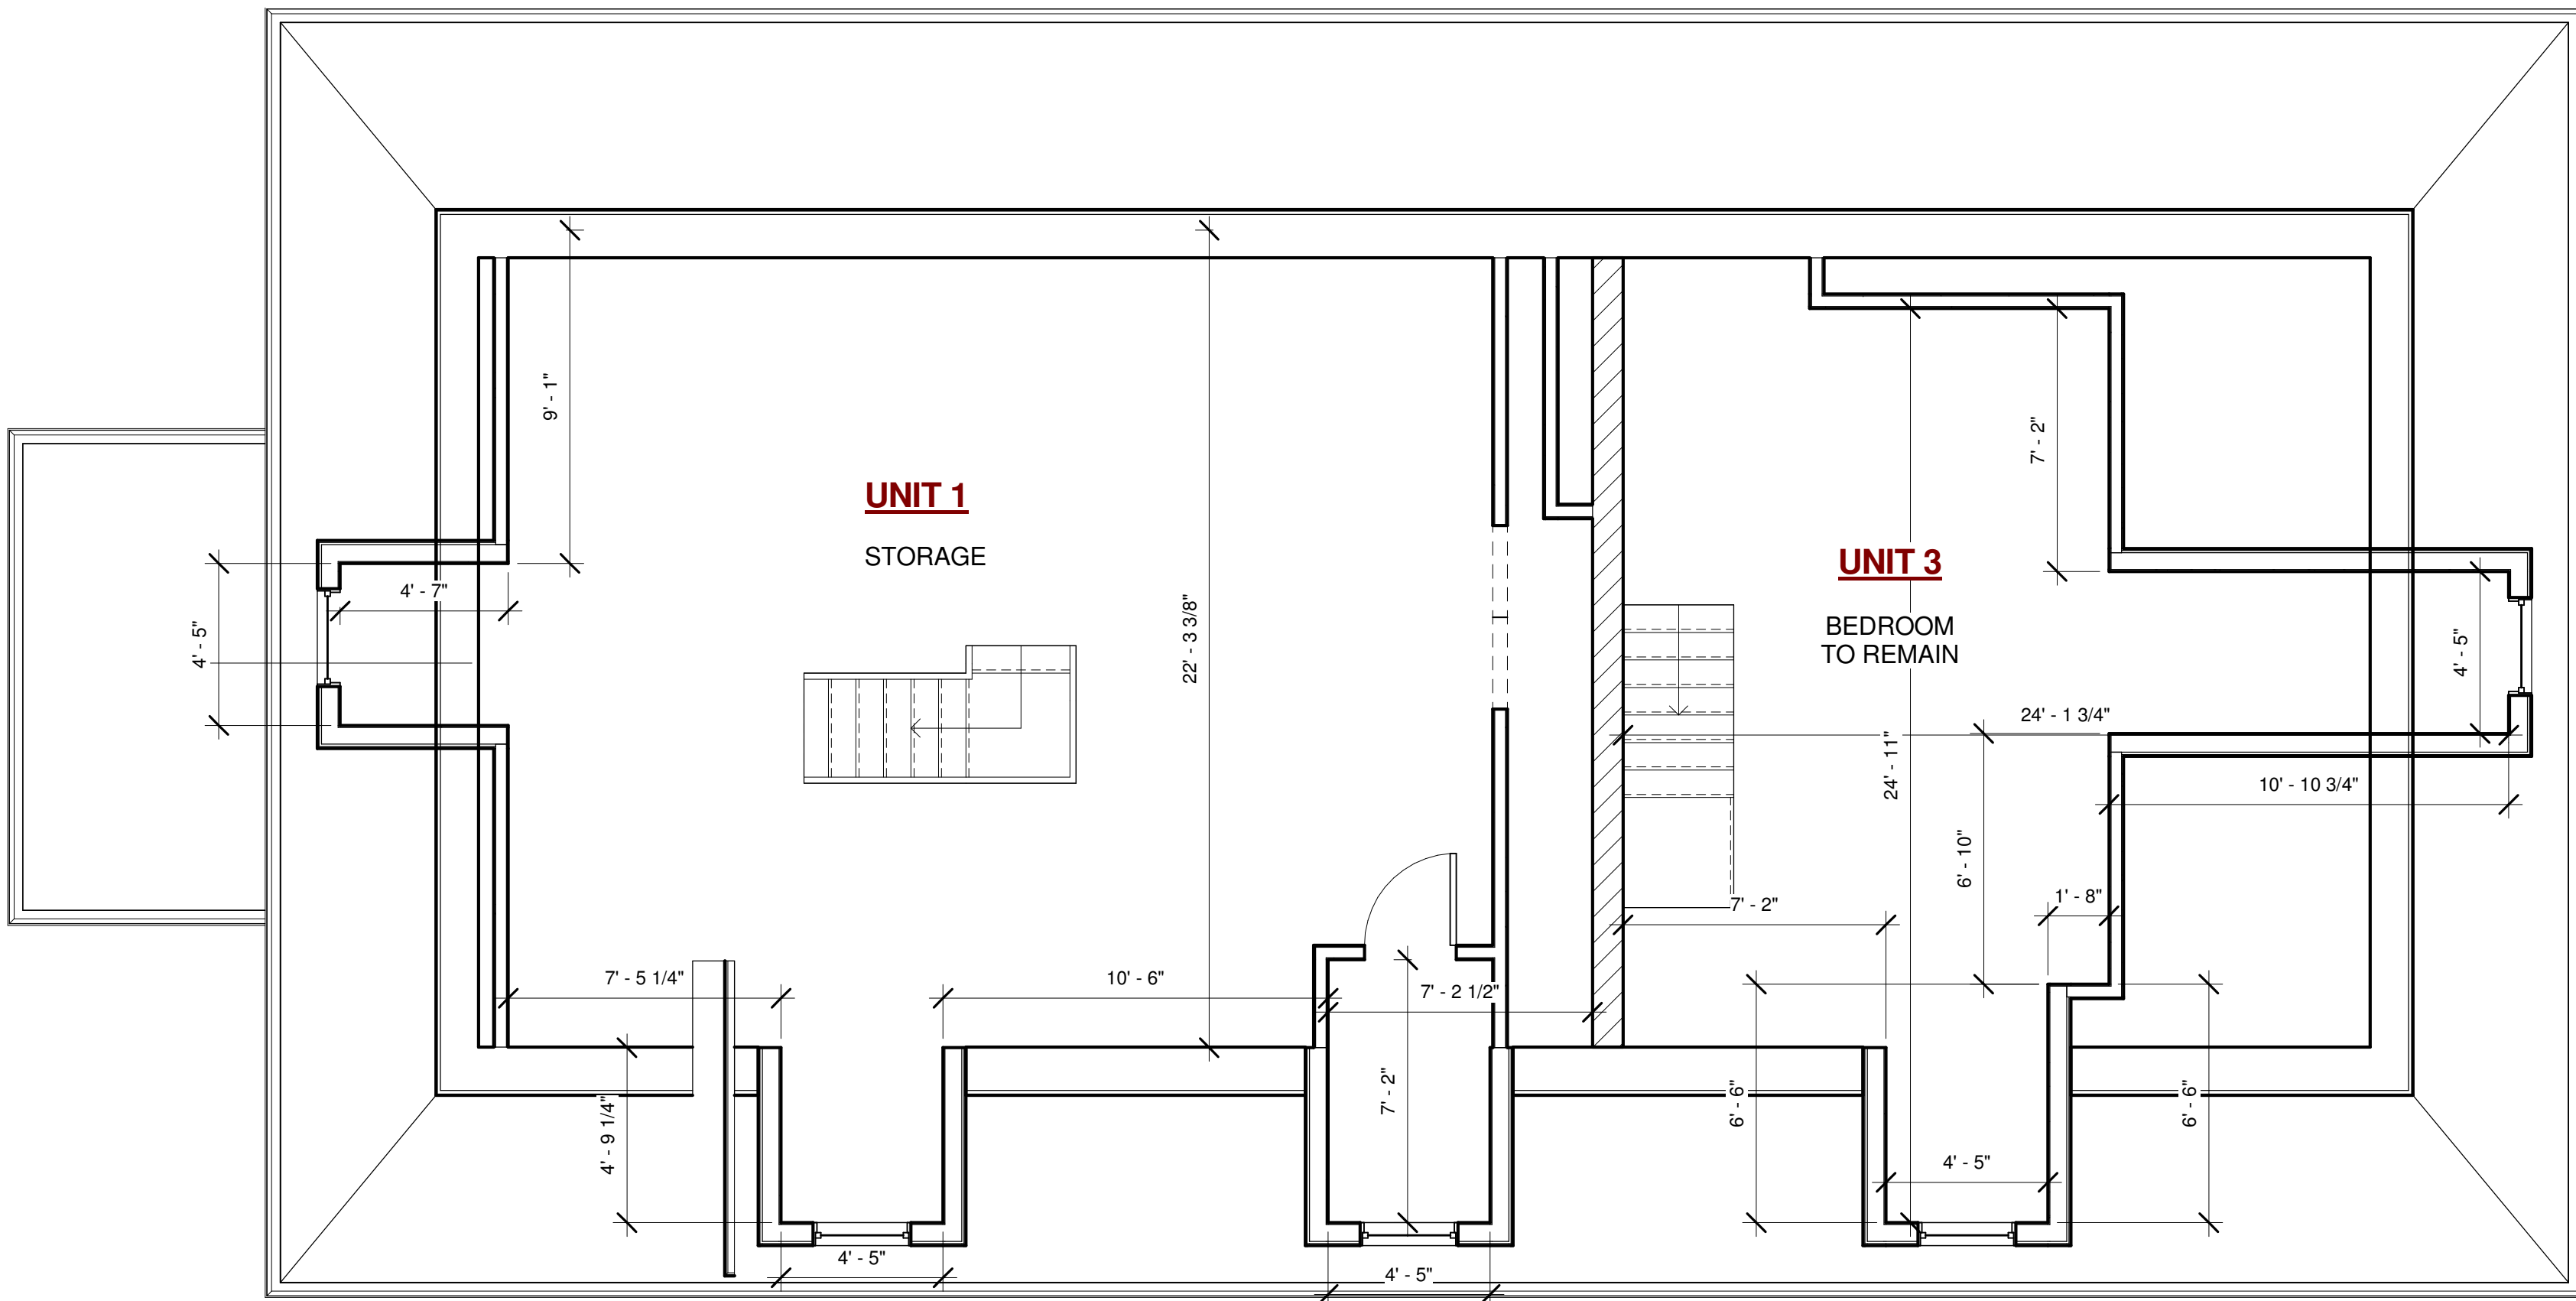 9' - 1"
7' - 2"
UNIT 1
STORAGE
UNIT 3
4' - 7"
4' - 5"
22' - 3 3/8"
BEDROOM
TO REMAIN
4' - 5"
24' - 1 3/4"
24' - 11"
10' - 10 3/4"
6' - 10"
1' - 8"
7' - 2"
7' - 5 1/4"
10' - 6"
7' - 2 1/2"
4' - 9 1/4"
7' - 2"
6' - 6"
6' - 6"
4' - 5"
4' - 5"
4' - 5"